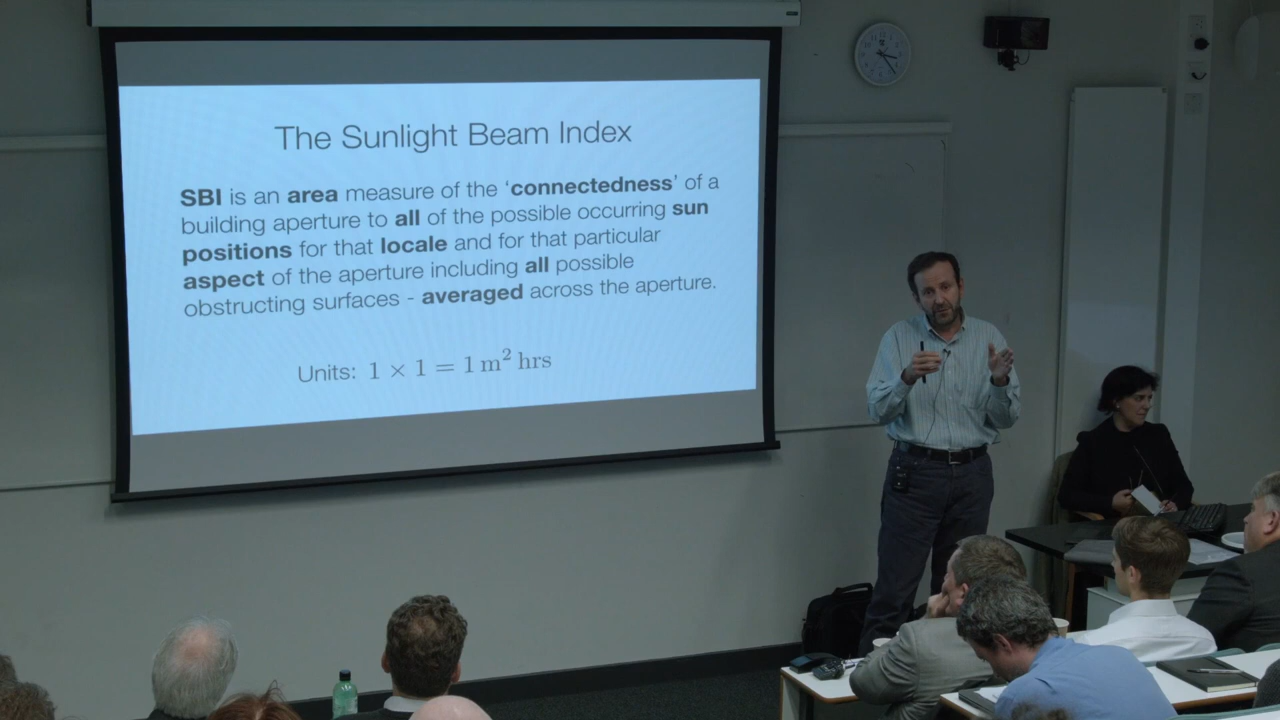 The Sunlight Beam Index
SBI is an area measure of the ‘connectedness’ of a
building aperture to all of the possible occurring sun
positions for that locale and for that particular
aspect of the aperture including all possible
obstructing surfaces - averaged across the aperture.
Units: 1 × 1 = 1 m² hrs